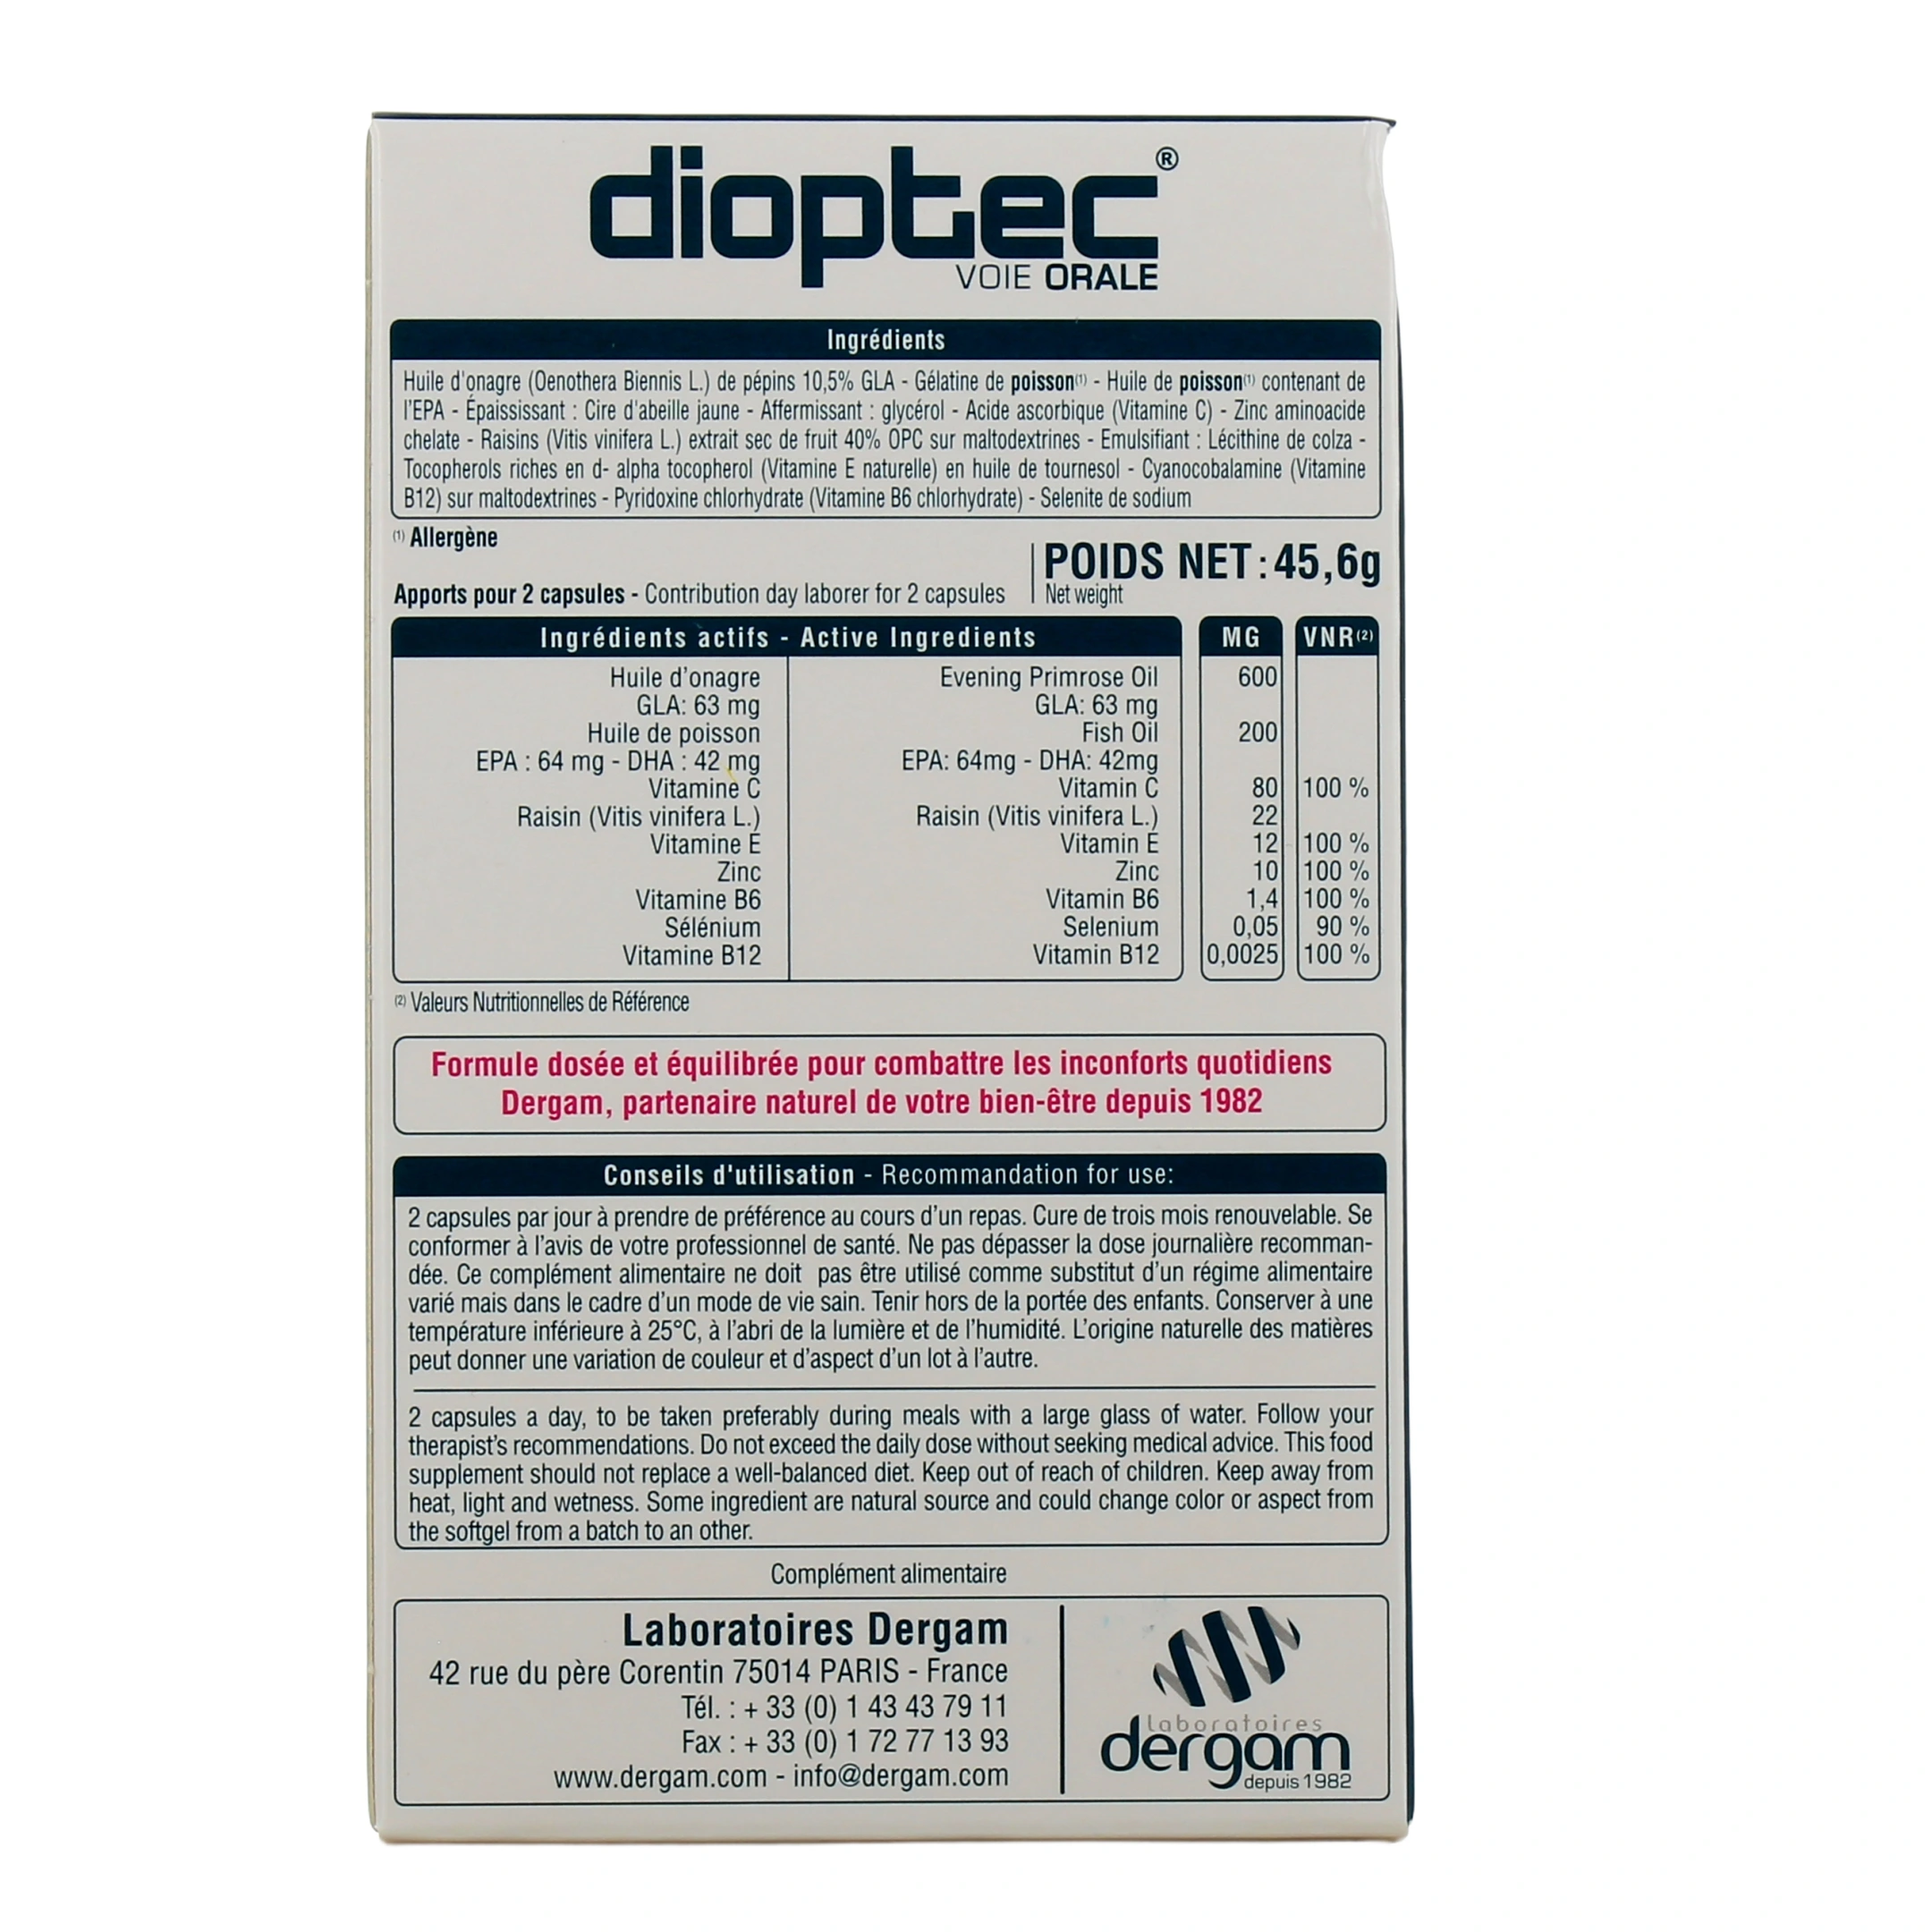 dioptec®
VOIE ORALE
Ingrédients
Huile d'onagre (Oenothera Biennis L.) de pépins 10,5% GLA - Gélatine de poisson(1) - Huile de poisson(1) contenant de
l'EPA - Épaississant : Cire d'abeille jaune - Affermissant : glycérol - Acide ascorbique (Vitamine C) - Zinc aminoacide
chelate - Raisins (Vitis vinifera L.) extrait sec de fruit 40% OPC sur maltodextrines - Emulsifiant : Lécithine de colza -
Tocopherols riches en d- alpha tocopherol (Vitamine E naturelle) en huile de tournesol - Cyanocobalamine (Vitamine
B12) sur maltodextrines - Pyridoxine chlorhydrate (Vitamine B6 chlorhydrate) - Selenite de sodium
(1) Allergène
POIDS NET : 45,6g
Net weight
Apports pour 2 capsules - Contribution day laborer for 2 capsules
Ingrédients actifs - Active Ingredients MG VNR(2)
Huile d'onagre Evening Primrose Oil 600
GLA: 63 mg GLA: 63 mg
Huile de poisson Fish Oil 200
EPA : 64 mg - DHA : 42 mg EPA: 64mg - DHA: 42mg
Vitamine C Vitamin C 80 100 %
Raisin (Vitis vinifera L.) Raisin (Vitis vinifera L.) 22
Vitamine E Vitamin E 12 100 %
Zinc Zinc 10 100 %
Vitamine B6 Vitamin B6 1,4 100 %
Sélénium Selenium 0,05 90 %
Vitamine B12 Vitamin B12 0,0025 100 %
(2) Valeurs Nutritionnelles de Référence
Formule dosée et équilibrée pour combattre les inconforts quotidiens
Dergam, partenaire naturel de votre bien-être depuis 1982
Conseils d'utilisation - Recommandation for use:
2 capsules par jour à prendre de préférence au cours d'un repas. Cure de trois mois renouvelable. Se
conformer à l'avis de votre professionnel de santé. Ne pas dépasser la dose journalière recomman-
dée. Ce complément alimentaire ne doit pas être utilisé comme substitut d'un régime alimentaire
varié mais dans le cadre d'un mode de vie sain. Tenir hors de la portée des enfants. Conserver à une
température inférieure à 25°C, à l'abri de la lumière et de l'humidité. L'origine naturelle des matières
peut donner une variation de couleur et d'aspect d'un lot à l'autre.
2 capsules a day, to be taken preferably during meals with a large glass of water. Follow your
therapist's recommendations. Do not exceed the daily dose without seeking medical advice. This food
supplement should not replace a well-balanced diet. Keep out of reach of children. Keep away from
heat, light and wetness. Some ingredient are natural source and could change color or aspect from
the softgel from a batch to an other.
Complément alimentaire
Laboratoires Dergam
42 rue du père Corentin 75014 PARIS - France
Tél. : + 33 (0) 1 43 43 79 11
Fax : + 33 (0) 1 72 77 13 93
www.dergam.com - info@dergam.com
laboratoires
dergam
depuis 1982